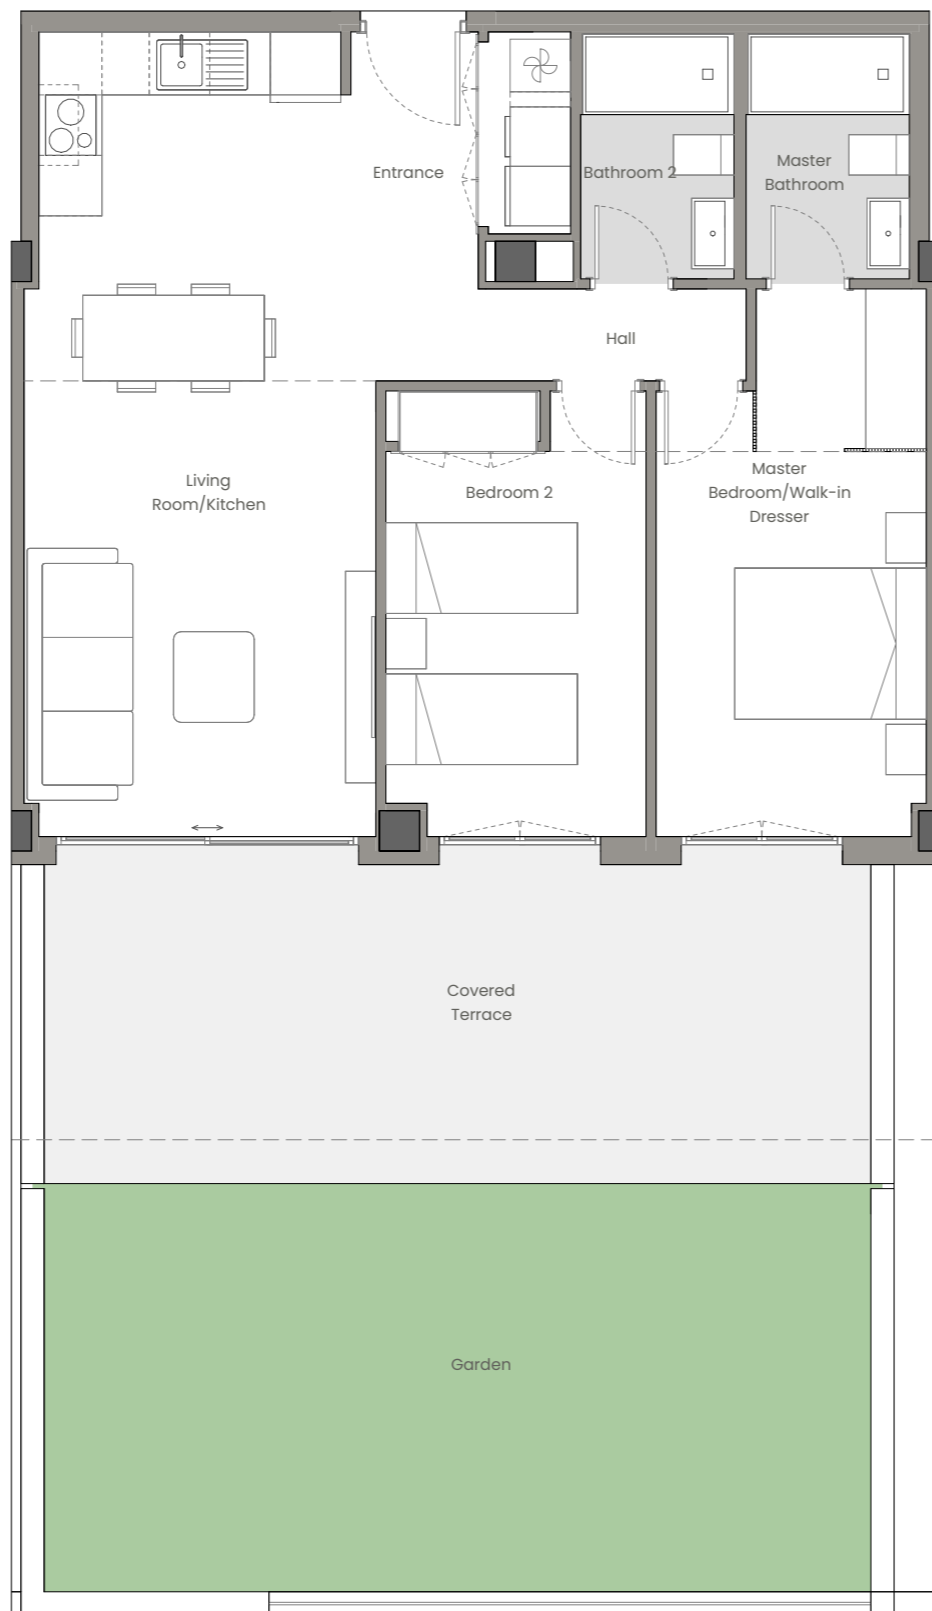 Entrance
Bathroom 2
Master
Bathroom
Hall
Living
Room/Kitchen
Bedroom 2
Master
Bedroom/Walk-in
Dresser
Covered
Terrace
Garden